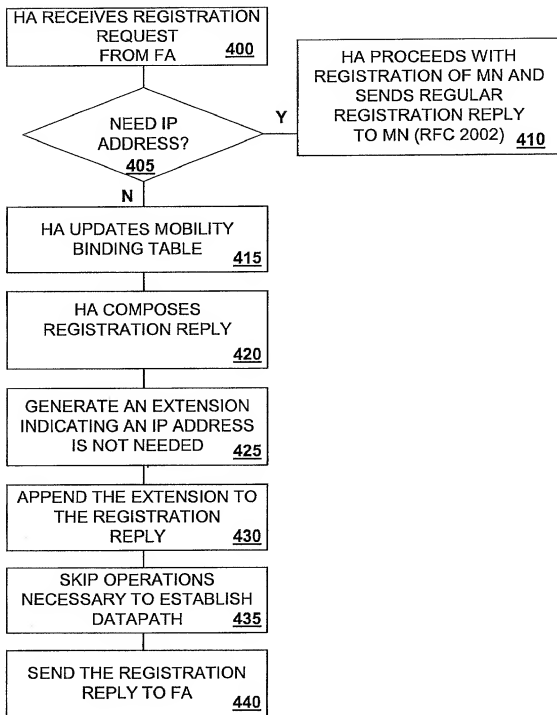 HA RECEIVES REGISTRATION
REQUEST
FROM FA 400
NEED IP
ADDRESS?
405
Y
HA PROCEEDS WITH
REGISTRATION OF MN AND
SENDS REGULAR
REGISTRATION REPLY
TO MN (RFC 2002) 410
N
HA UPDATES MOBILITY
BINDING TABLE
415
HA COMPOSES
REGISTRATION REPLY
420
GENERATE AN EXTENSION
INDICATING AN IP ADDRESS
IS NOT NEEDED 425
APPEND THE EXTENSION TO
THE REGISTRATION
REPLY 430
SKIP OPERATIONS
NECESSARY TO ESTABLISH
DATAPATH 435
SEND THE REGISTRATION
REPLY TO FA
440